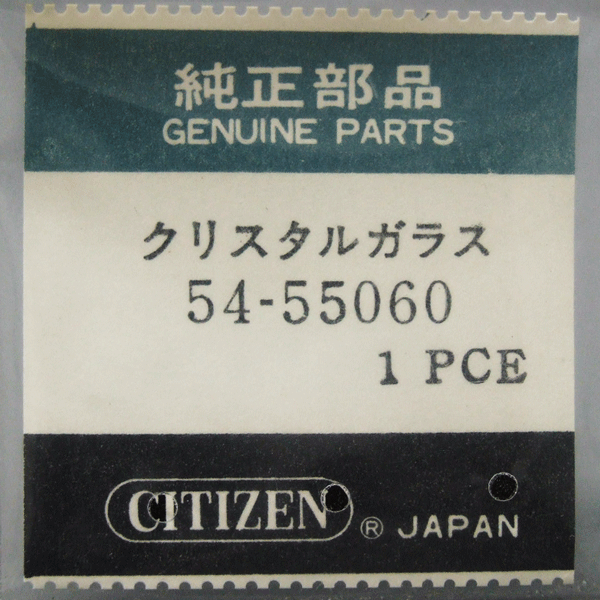 純正部品
GENUINE PARTS
クリスタルガラス
54-55060
1 PCE
CITIZEN® JAPAN